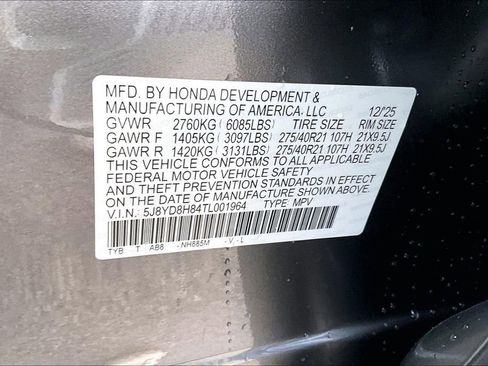 MFD. BY HONDA DEVELOPMENT &
MANUFACTURING OF AMERICA, LLC 12/25
GVWR 2760KG (6085LBS) TIRE SIZE RIM SIZE
GAWR F 1405KG (3097LBS) 275/40R21 107H 21X9.5J
GAWR R 1420KG (3131LBS) 275/40R21 107H 21X9.5J
THIS VEHICLE CONFORMS TO ALL APPLICABLE
FEDERAL MOTOR VEHICLE SAFETY
AND THEFT PREVENTION STANDARDS IN EFFECT
ON THE DATE OF MANUFACTURE SHOWN ABOVE.
V.I.N.: 5J8YD8H84TL001964 TYPE: MPV
TYB T AB8 -NH885M -V-L